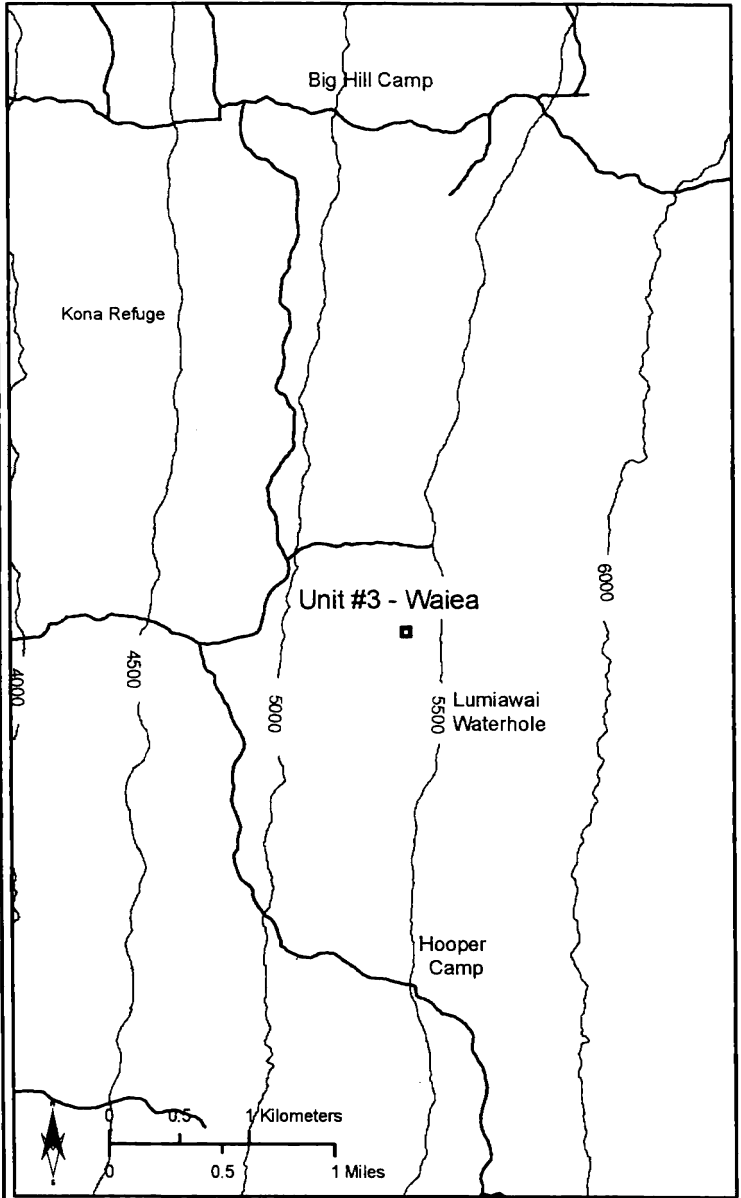 Big Hill Camp
Kona Refuge
6000
Unit #3 - Waiea
4000
4500
5000
5500
Lumiawai
Waterhole
Hooper
Camp
N
S
0 0.5 1 Kilometers
0 0.5 1 Miles